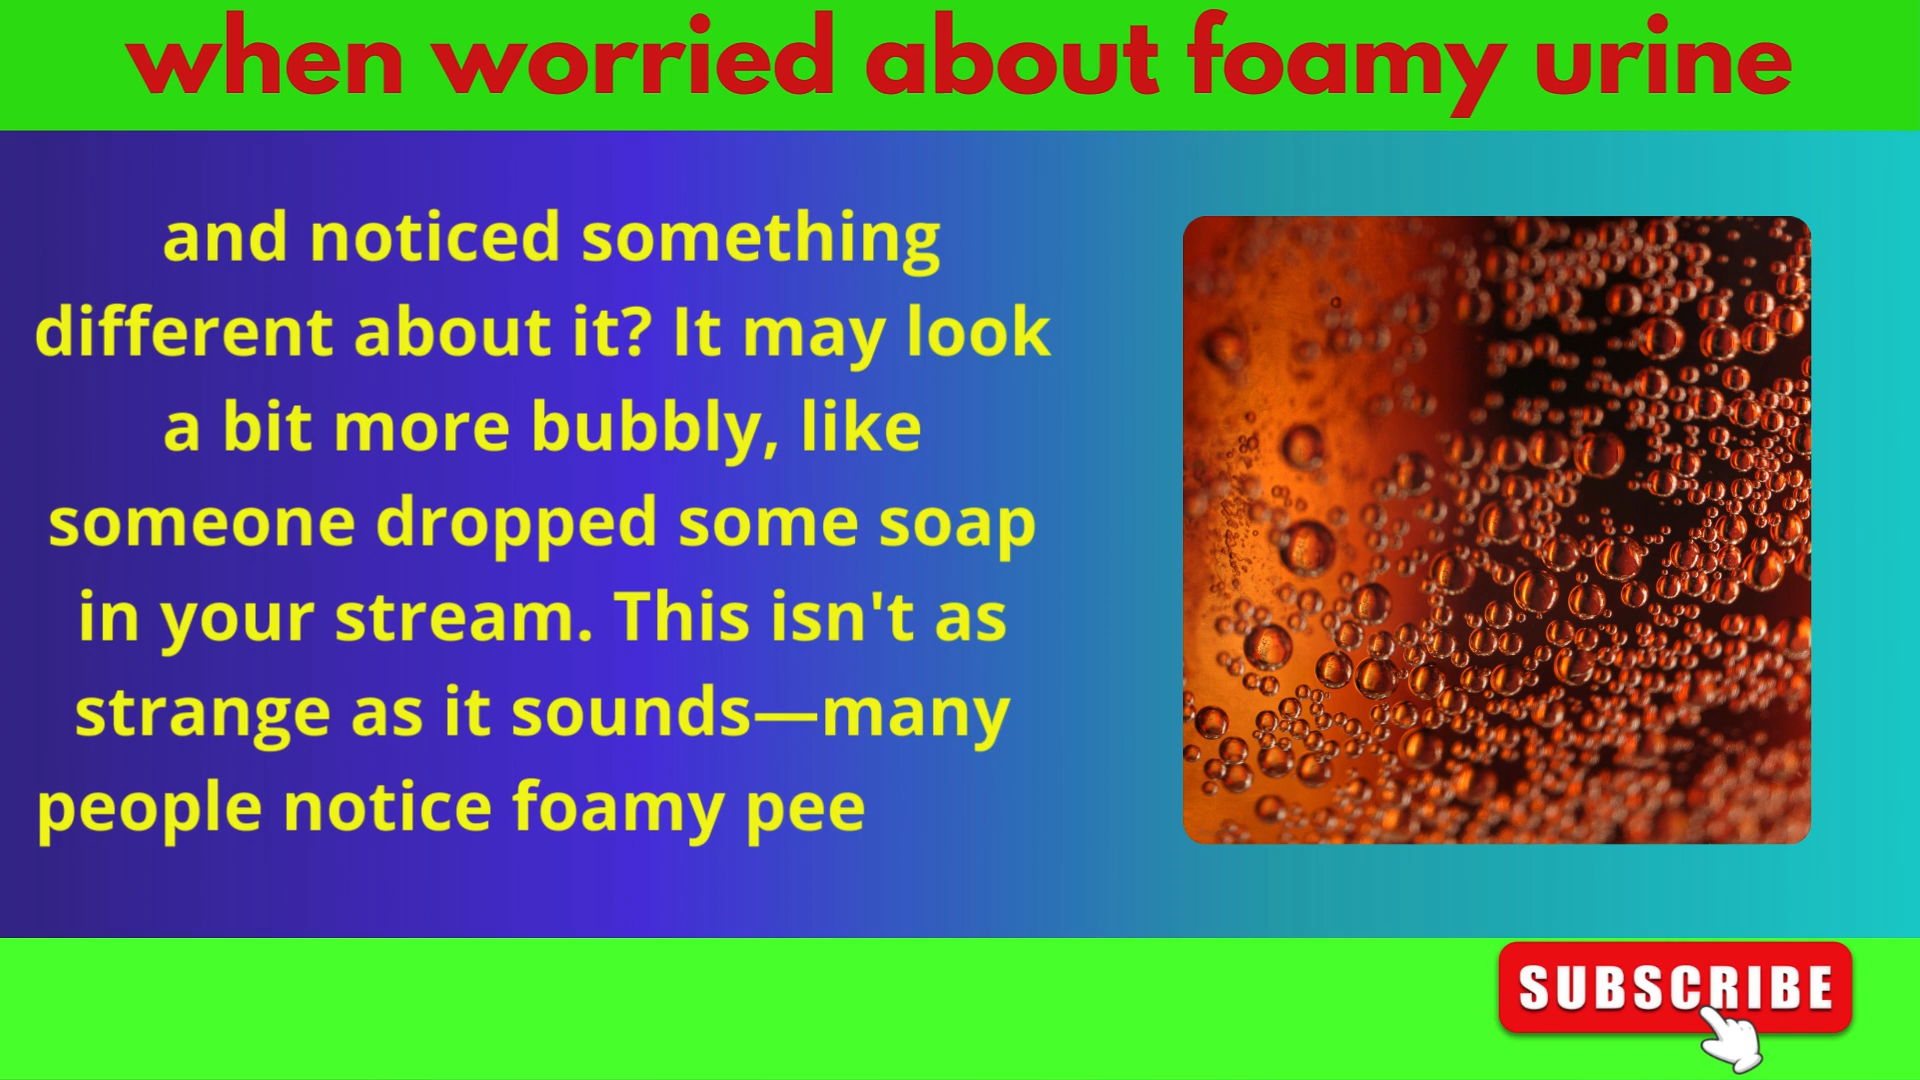 when worried about foamy urine
and noticed something
different about it? It may look
a bit more bubbly, like
someone dropped some soap
in your stream. This isn't as
strange as it sounds—many
people notice foamy pee
SUBSCRIBE